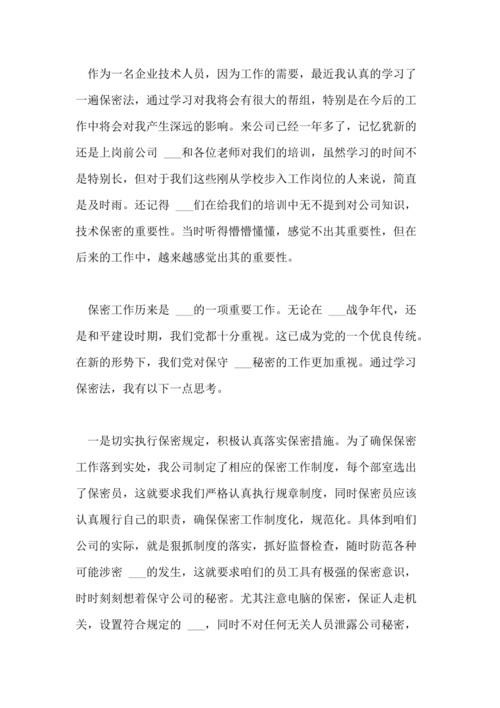 作为一名企业技术人员，因为工作的需要，最近我认真的学习了
一遍保密法，通过学习对我将会有很大的帮组，特别是在今后的工
作中将会对我产生深远的影响。来公司已经一年多了，记忆犹新的
还是上岗前公司 ___和各位老师对我们的培训，虽然学习的时间不
是特别长，但对于我们这些刚从学校步入工作岗位的人来说，简直
是及时雨。还记得 ___们在给我们的培训中无不提到对公司知识，
技术保密的重要性。当时听得懵懵懂懂，感觉不出其重要性，但在
后来的工作中，越来越感觉出其的重要性。
保密工作历来是 ___的一项重要工作。无论在 ___战争年代，还
是和平建设时期，我们党都十分重视。这已成为党的一个优良传统。
在新的形势下，我们党对保守 ___秘密的工作更加重视。通过学习
保密法，我有以下一点思考。
一是切实执行保密规定，积极认真落实保密措施。为了确保保密
工作落到实处，我公司制定了相应的保密工作制度，每个部室选出
了保密员，这就要求我们严格认真执行规章制度，同时保密员应该
认真履行自己的职责，确保保密工作制度化，规范化。具体到咱们
公司的实际，就是狠抓制度的落实，抓好监督检查，随时防范各种
可能涉密 ___的发生，这就要求咱们的员工具有极强的保密意识，
时时刻刻想着保守公司的秘密。尤其注意电脑的保密，保证人走机
关，设置符合规定的 ___，同时不对任何无关人员泄露公司秘密，